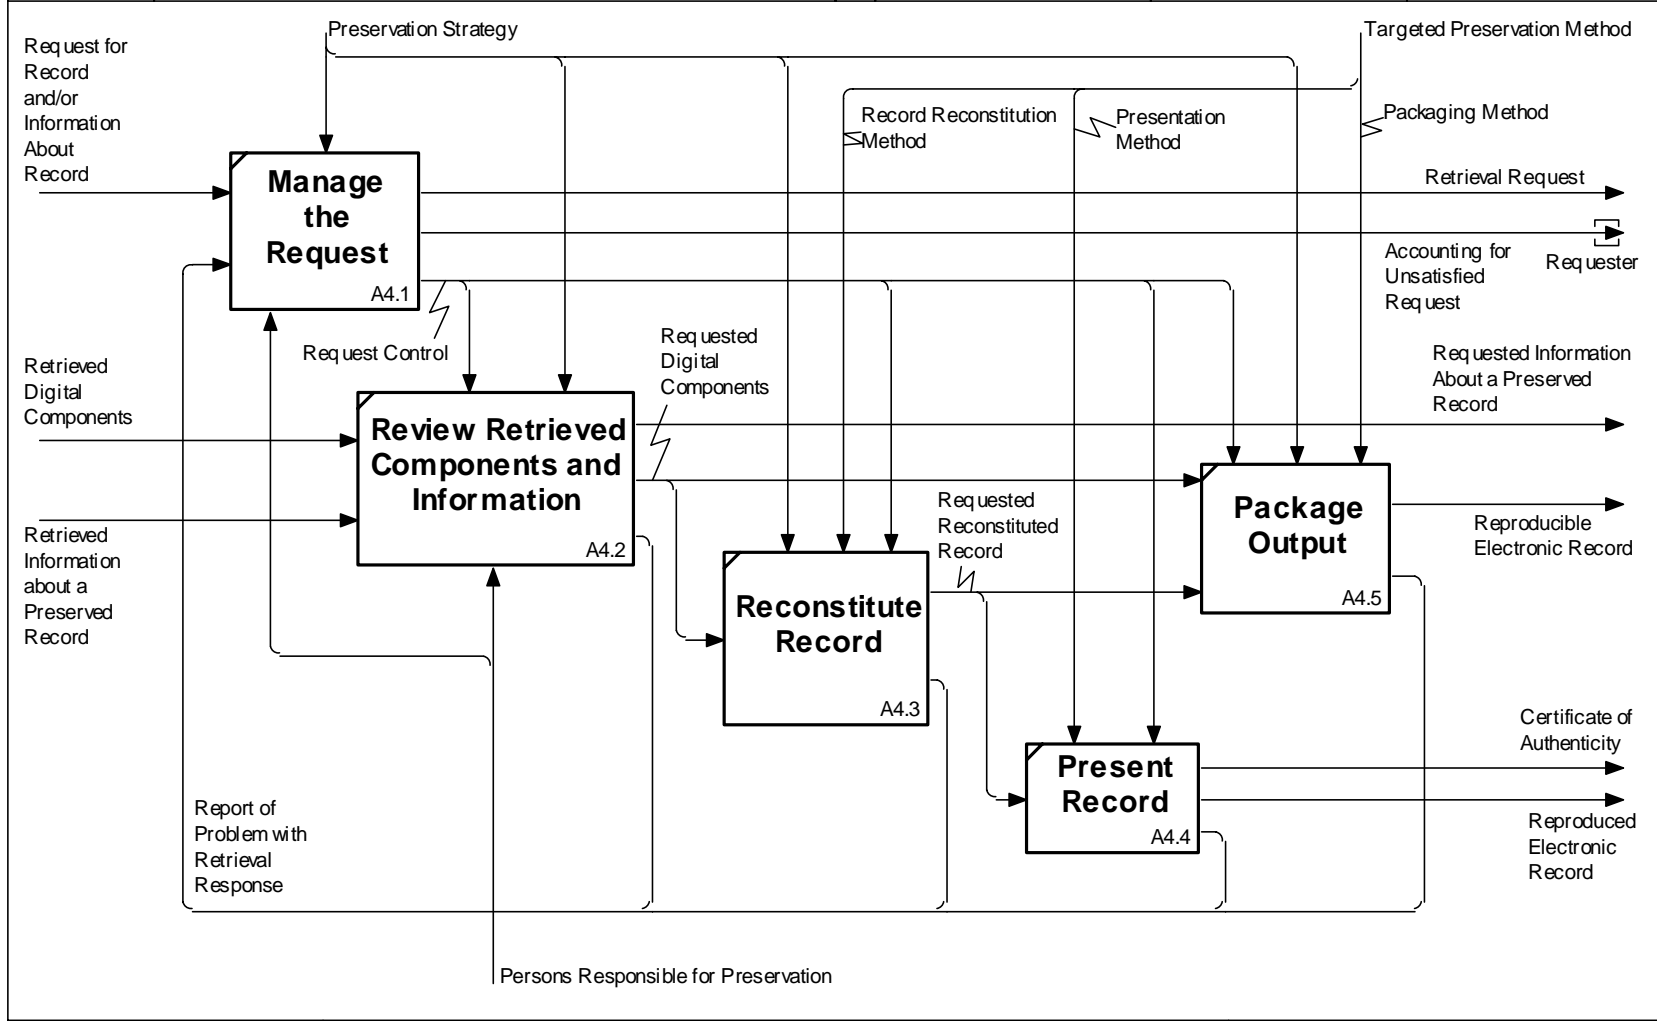 Preservation Strategy
Targeted Preservation Method
Request for
Record
and/or
Information
About
Record
Record Reconstitution
Method
Presentation
Method
Packaging Method
Manage
the
Request
A4.1
Retrieval Request
Accounting for
Unsatisfied
Request
Requester
Request Control
Requested
Digital
Components
Requested Information
About a Preserved
Record
Retrieved
Digital
Components
Review Retrieved
Components and
Information
A4.2
Retrieved
Information
about a
Preserved
Record
Requested
Reconstituted
Record
Package
Output
A4.5
Reproducible
Electronic Record
Reconstitute
Record
A4.3
Certificate of
Authenticity
Present
Record
A4.4
Reproduced
Electronic
Record
Report of
Problem with
Retrieval
Response
Persons Responsible for Preservation